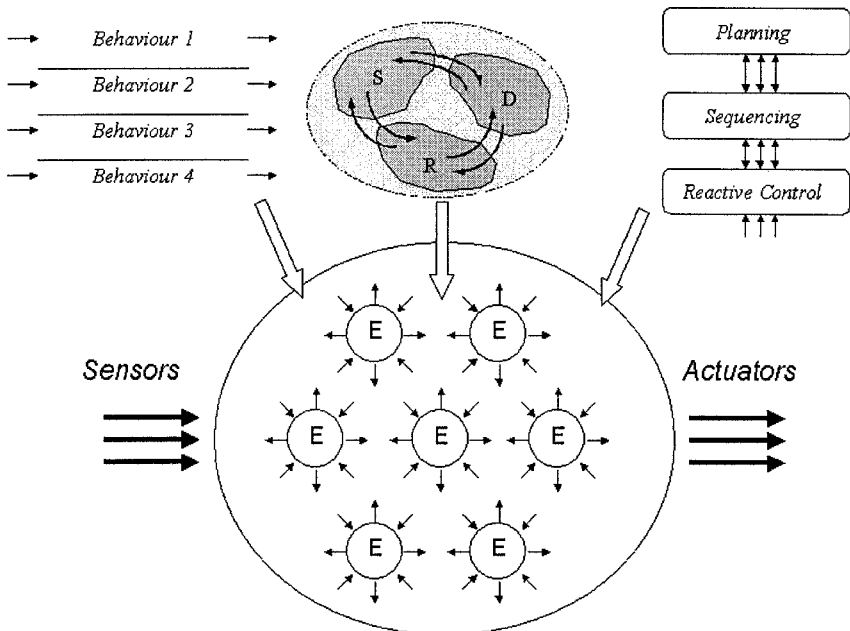 Behaviour 1
Behaviour 2
Behaviour 3
Behaviour 4
S
D
R
Planning
Sequencing
Reactive Control
Sensors
Actuators
E
E
E
E
E
E
E